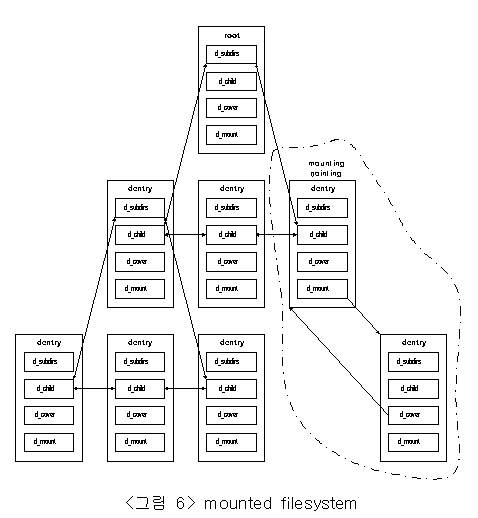 root
d_subdirs
d_child
d_cover
d_mount
mounting
pointing
dentry
d_subdirs
d_child
d_cover
d_mount
dentry
d_subdirs
d_child
d_cover
d_mount
dentry
d_subdirs
d_child
d_cover
d_mount
dentry
d_subdirs
d_child
d_cover
d_mount
dentry
d_subdirs
d_child
d_cover
d_mount
dentry
d_subdirs
d_child
d_cover
d_mount
dentry
d_subdirs
d_child
d_cover
d_mount
<그림 6> mounted filesystem